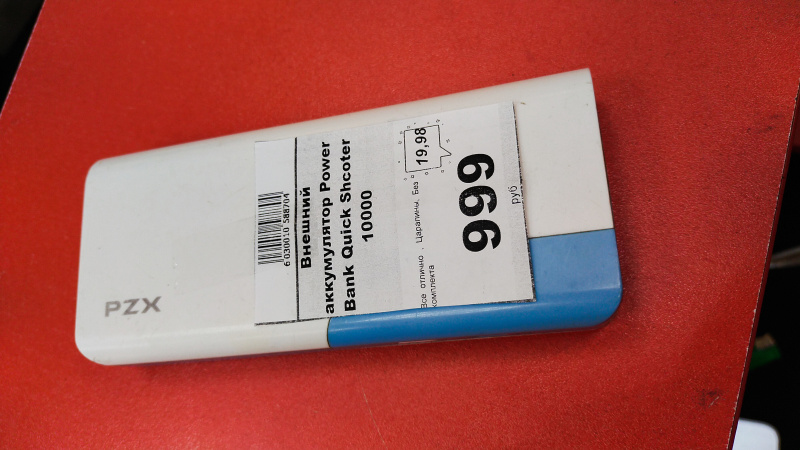 PZX
6 030010 588704
Внешний
аккумулятор Power
Bank Quick Shcoter
10000
Все отлично , Царапины, Без
комплекта
19,98
999
руб